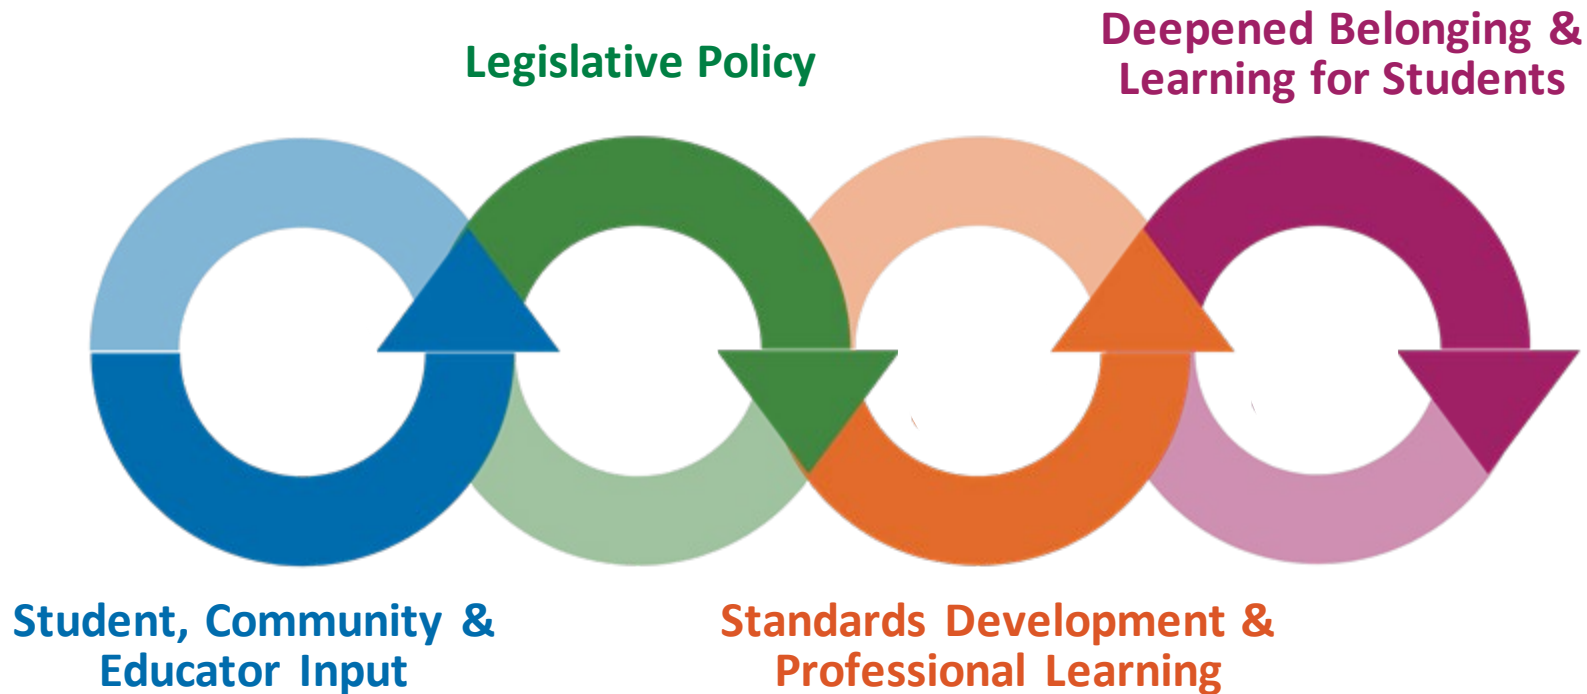 Legislative Policy
Deepened Belonging &
Learning for Students
Student, Community &
Educator Input
Standards Development &
Professional Learning